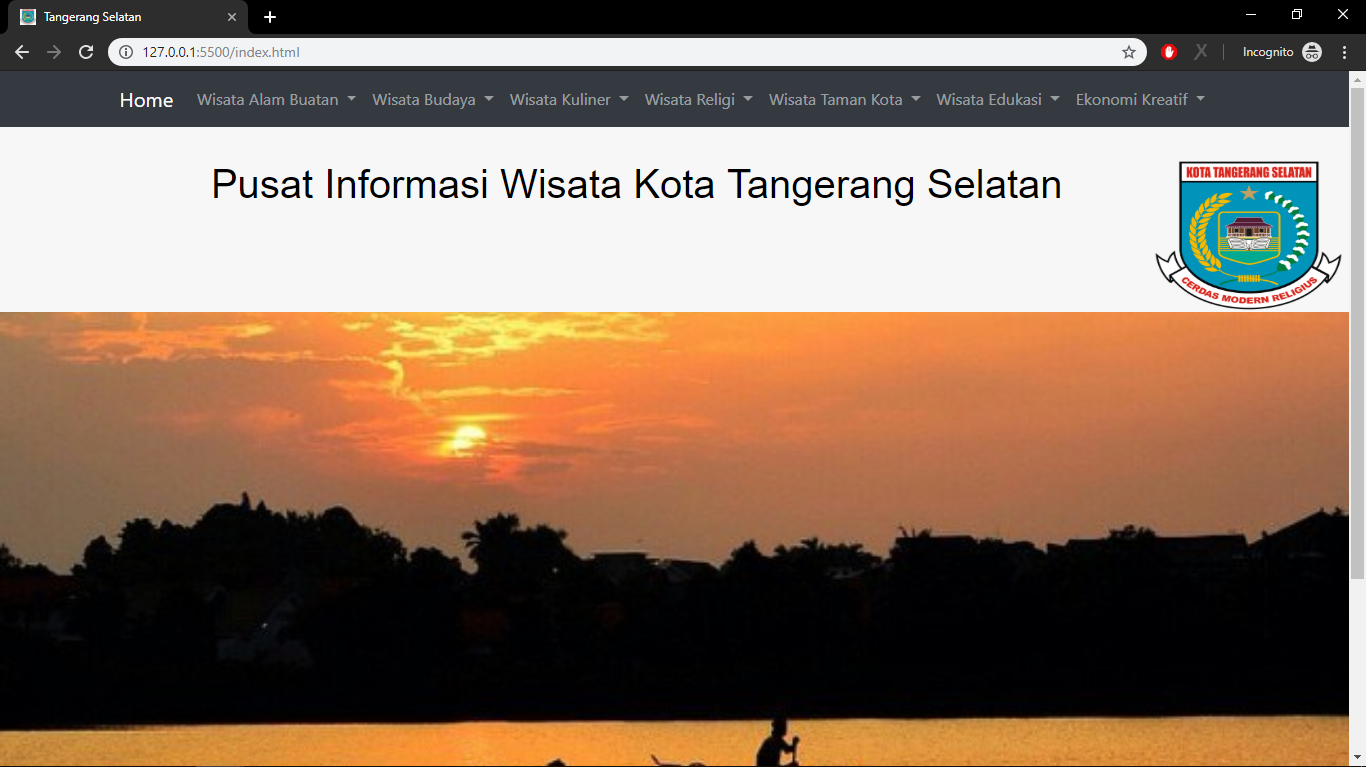 Tangerang Selatan
127.0.0.1:5500/index.html
Incognito
Home Wisata Alam Buatan Wisata Budaya Wisata Kuliner Wisata Religi Wisata Taman Kota Wisata Edukasi Ekonomi Kreatif
Pusat Informasi Wisata Kota Tangerang Selatan
KOTA TANGERANG SELATAN
CERDAS MODERN RELIGIUS